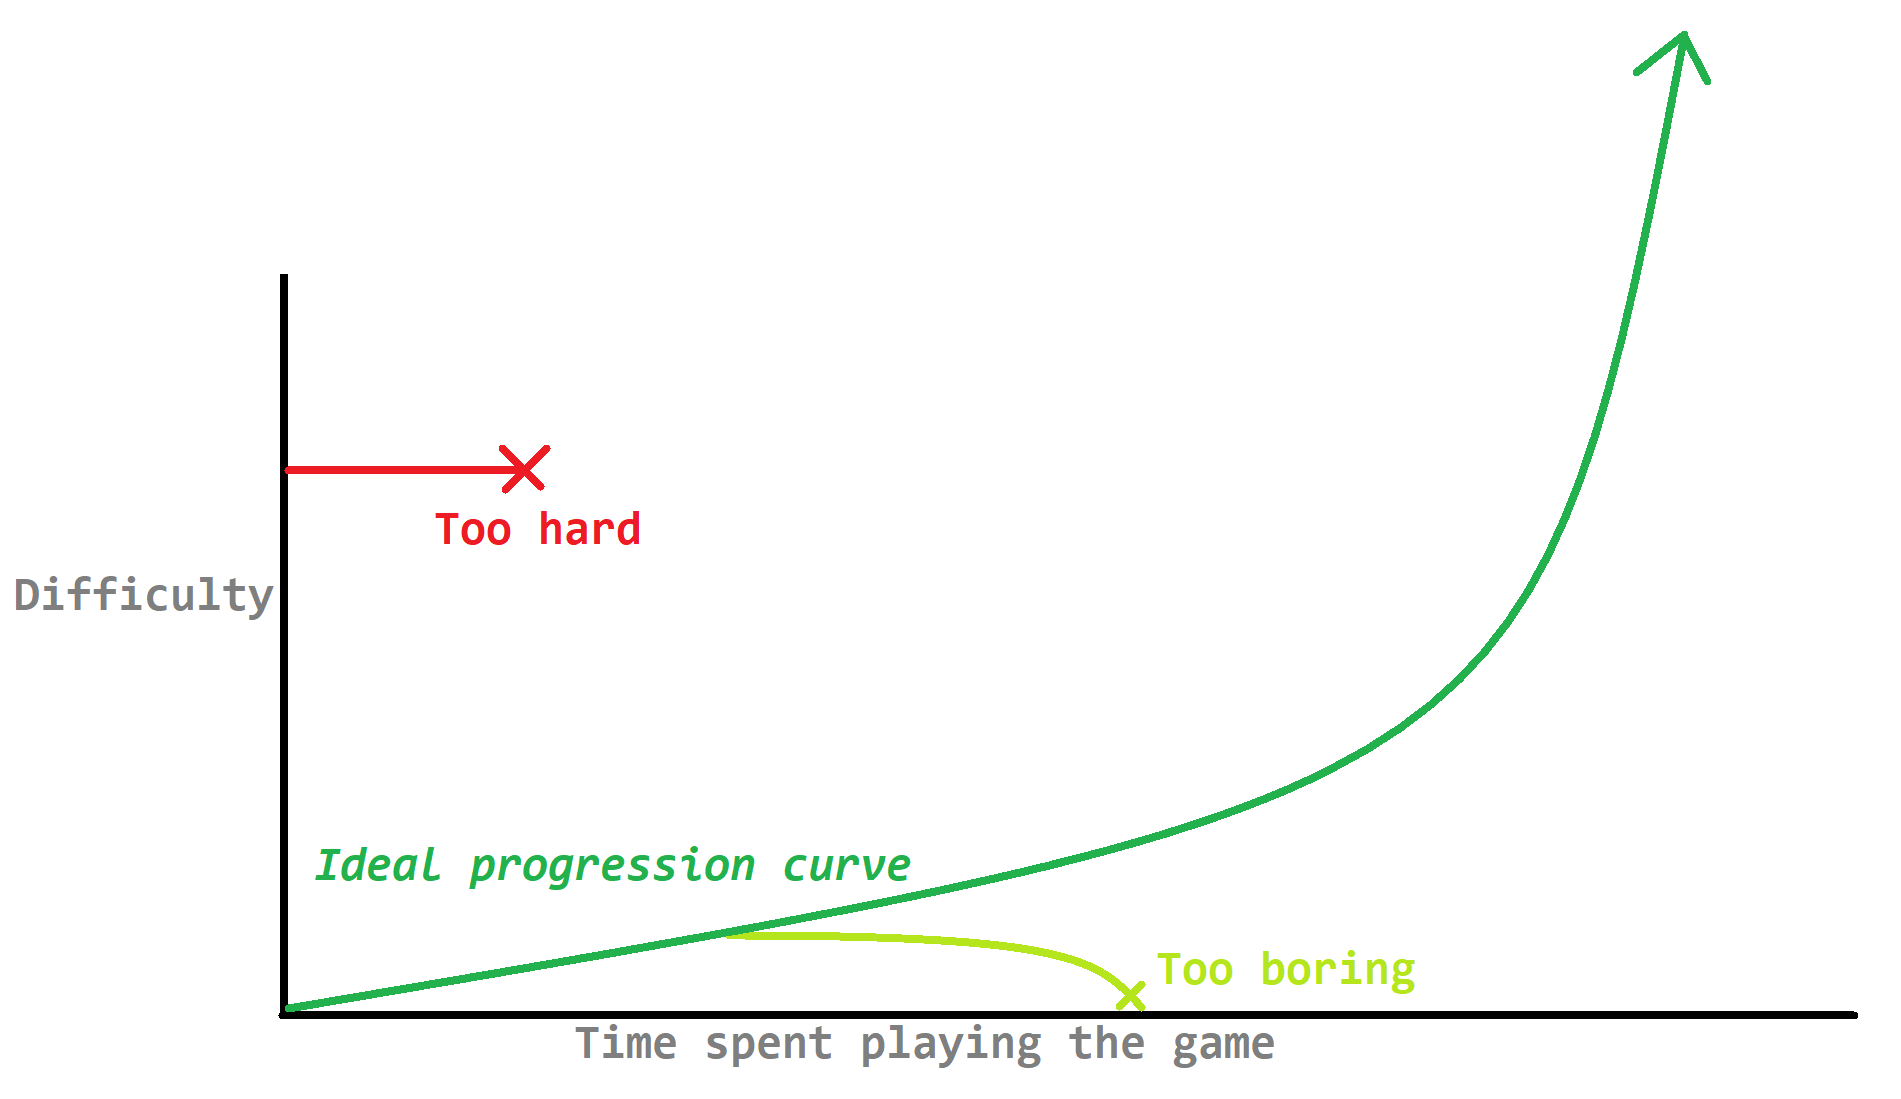 Too hard
Difficulty
Ideal progression curve
Too boring
Time spent playing the game